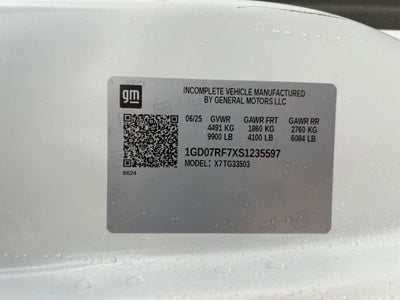 gm
INCOMPLETE VEHICLE MANUFACTURED
BY GENERAL MOTORS LLC
06/25 GVWR GAWR FRT GAWR RR
4491 KG 1860 KG 2760 KG
9900 LB 4100 LB 6084 LB
1GD07RF7XS1235597
MODEL: X7TG33503
8624